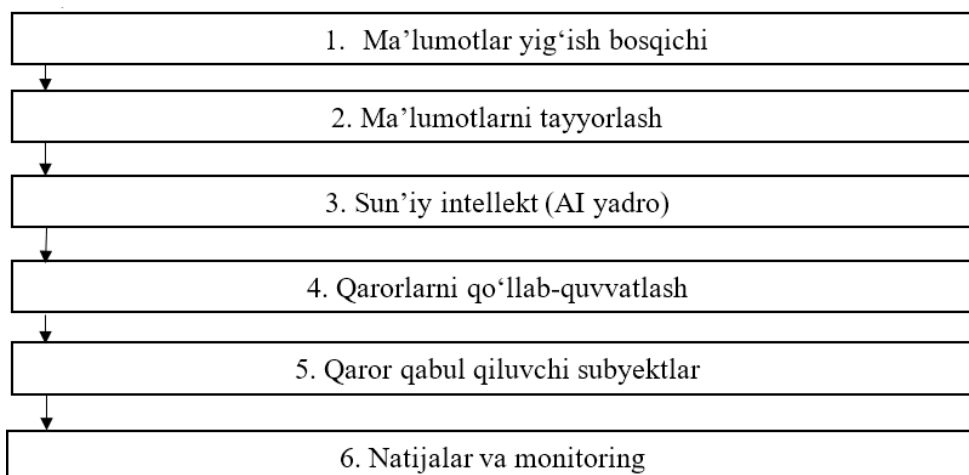 1. Ma’lumotlar yig‘ish bosqichi
2. Ma’lumotlarni tayyorlash
3. Sun’iy intellekt (AI yadro)
4. Qarorlarni qo‘llab-quvvatlash
5. Qaror qabul qiluvchi subyektlar
6. Natijalar va monitoring